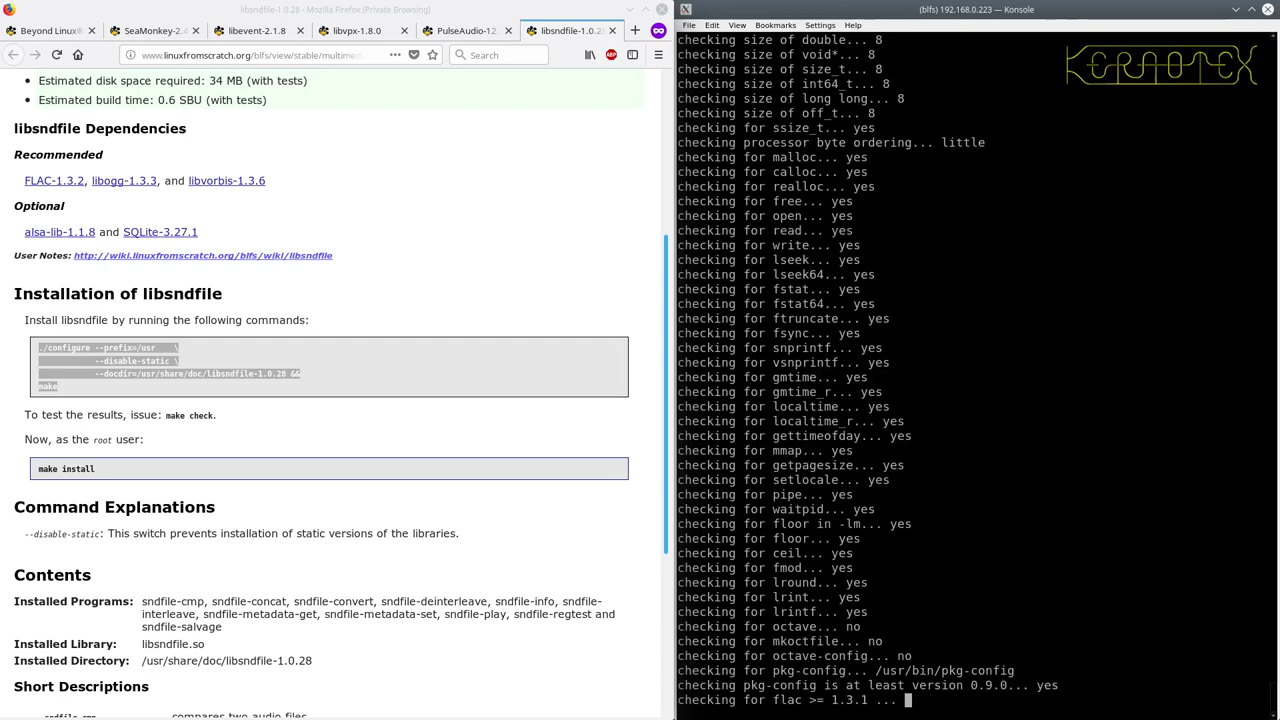 libsndfile-1.0.28 - Mozilla Firefox (Private Browsing)
Beyond Linux®
SeaMonkey-2.4
libevent-2.1.8
libvpx-1.8.0
PulseAudio-12.
libsndfile-1.0.28
www.linuxfromscratch.org/blfs/view/stable/multimed
Search
Estimated disk space required: 34 MB (with tests)
Estimated build time: 0.6 SBU (with tests)
libsndfile Dependencies
Recommended
FLAC-1.3.2, libogg-1.3.3, and libvorbis-1.3.6
Optional
alsa-lib-1.1.8 and SQLite-3.27.1
User Notes: http://wiki.linuxfromscratch.org/blfs/wiki/libsndfile
Installation of libsndfile
Install libsndfile by running the following commands:
./configure --prefix=/usr \
--disable-static \
--docdir=/usr/share/doc/libsndfile-1.0.28 &&
make
To test the results, issue: make check.
Now, as the root user:
make install
Command Explanations
--disable-static: This switch prevents installation of static versions of the libraries.
Contents
Installed Programs: sndfile-cmp, sndfile-concat, sndfile-convert, sndfile-deinterleave, sndfile-info, sndfile-
interleave, sndfile-metadata-get, sndfile-metadata-set, sndfile-play, sndfile-regtest and
sndfile-salvage
Installed Library: libsndfile.so
Installed Directory: /usr/share/doc/libsndfile-1.0.28
Short Descriptions
sndfile-cmp compares two audio files
(blfs) 192.168.0.223 — Konsole
File Edit View Bookmarks Settings Help
KERAOTEX
checking size of double... 8
checking size of void*... 8
checking size of size_t... 8
checking size of int64_t... 8
checking size of long long... 8
checking size of off_t... 8
checking for ssize_t... yes
checking processor byte ordering... little
checking for malloc... yes
checking for calloc... yes
checking for realloc... yes
checking for free... yes
checking for open... yes
checking for read... yes
checking for write... yes
checking for lseek... yes
checking for lseek64... yes
checking for fstat... yes
checking for fstat64... yes
checking for ftruncate... yes
checking for fsync... yes
checking for snprintf... yes
checking for vsnprintf... yes
checking for gmtime... yes
checking for gmtime_r... yes
checking for localtime... yes
checking for localtime_r... yes
checking for gettimeofday... yes
checking for mmap... yes
checking for getpagesize... yes
checking for setlocale... yes
checking for pipe... yes
checking for waitpid... yes
checking for floor in -lm... yes
checking for floor... yes
checking for ceil... yes
checking for fmod... yes
checking for lround... yes
checking for lrint... yes
checking for lrintf... yes
checking for octave... no
checking for mkoctfile... no
checking for octave-config... no
checking for pkg-config... /usr/bin/pkg-config
checking pkg-config is at least version 0.9.0... yes
checking for flac >= 1.3.1 ...